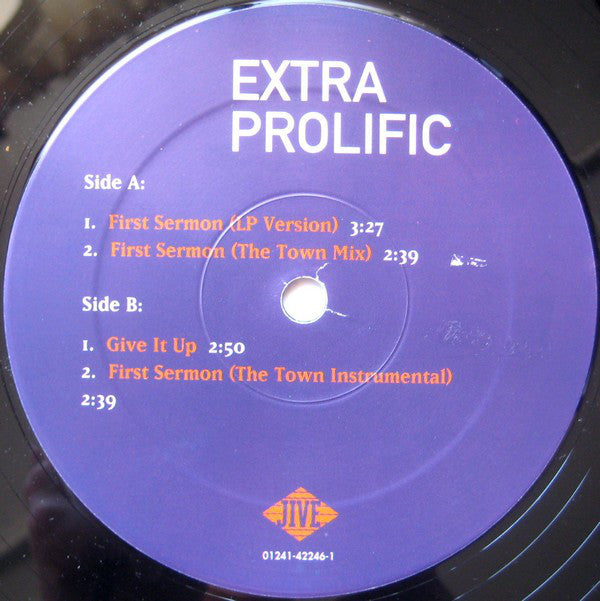 EXTRA
PROLIFIC
Side A:
1. First Sermon (LP Version) 3:27
2. First Sermon (The Town Mix) 2:39
Side B:
1. Give It Up 2:50
2. First Sermon (The Town Instrumental)
2:39
JIVE
01241-42246-1